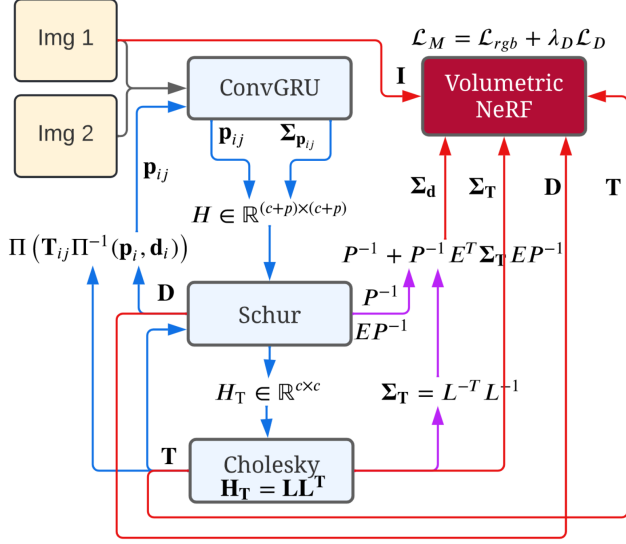 Img 1
ℒ_M = ℒ_rgb + λ_D ℒ_D
ConvGRU
I
Volumetric
NeRF
Img 2
p_ij
Σ_p_ij
p_ij
Σ_d
Σ_T
D
T
H ∈ ℝ^(c+p)×(c+p)
Π (T_ij Π^−1 (p_i, d_i))
P^−1 + P^−1 E^T Σ_T EP^−1
D
Schur
P^−1
EP^−1
H_T ∈ ℝ^c×c
Σ_T = L^−T L^−1
T
Cholesky
H_T = LL^T